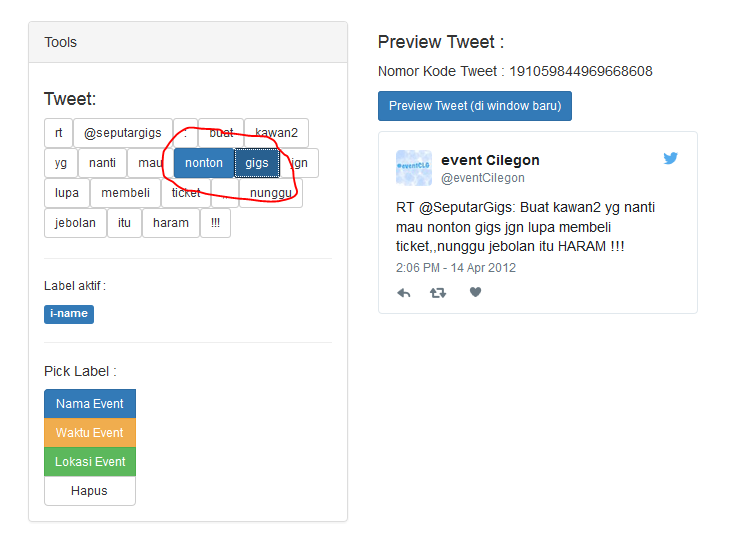 Tools
Tweet:
rt @seputargigs : buat kawan2
yg nanti mau nonton gigs jgn
lupa membeli ticket , nunggu
jebolan itu haram !!!
Label aktif :
i-name
Pick Label :
Nama Event
Waktu Event
Lokasi Event
Hapus
Preview Tweet :
Nomor Kode Tweet : 191059844969668608
Preview Tweet (di window baru)
event Cilegon
@eventCilegon
RT @SeputarGigs: Buat kawan2 yg nanti
mau nonton gigs jgn lupa membeli
ticket,,nunggu jebolan itu HARAM !!!
2:06 PM - 14 Apr 2012